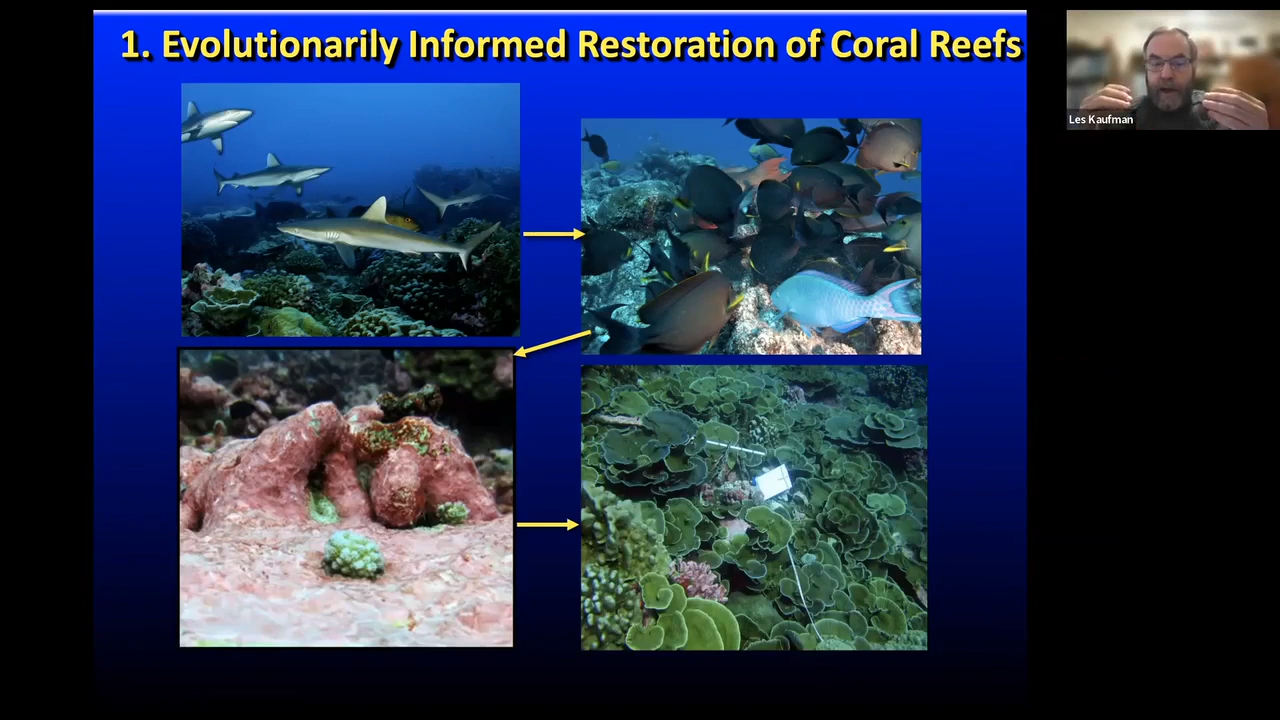 1. Evolutionarily Informed Restoration of Coral Reefs
Les Kaufman